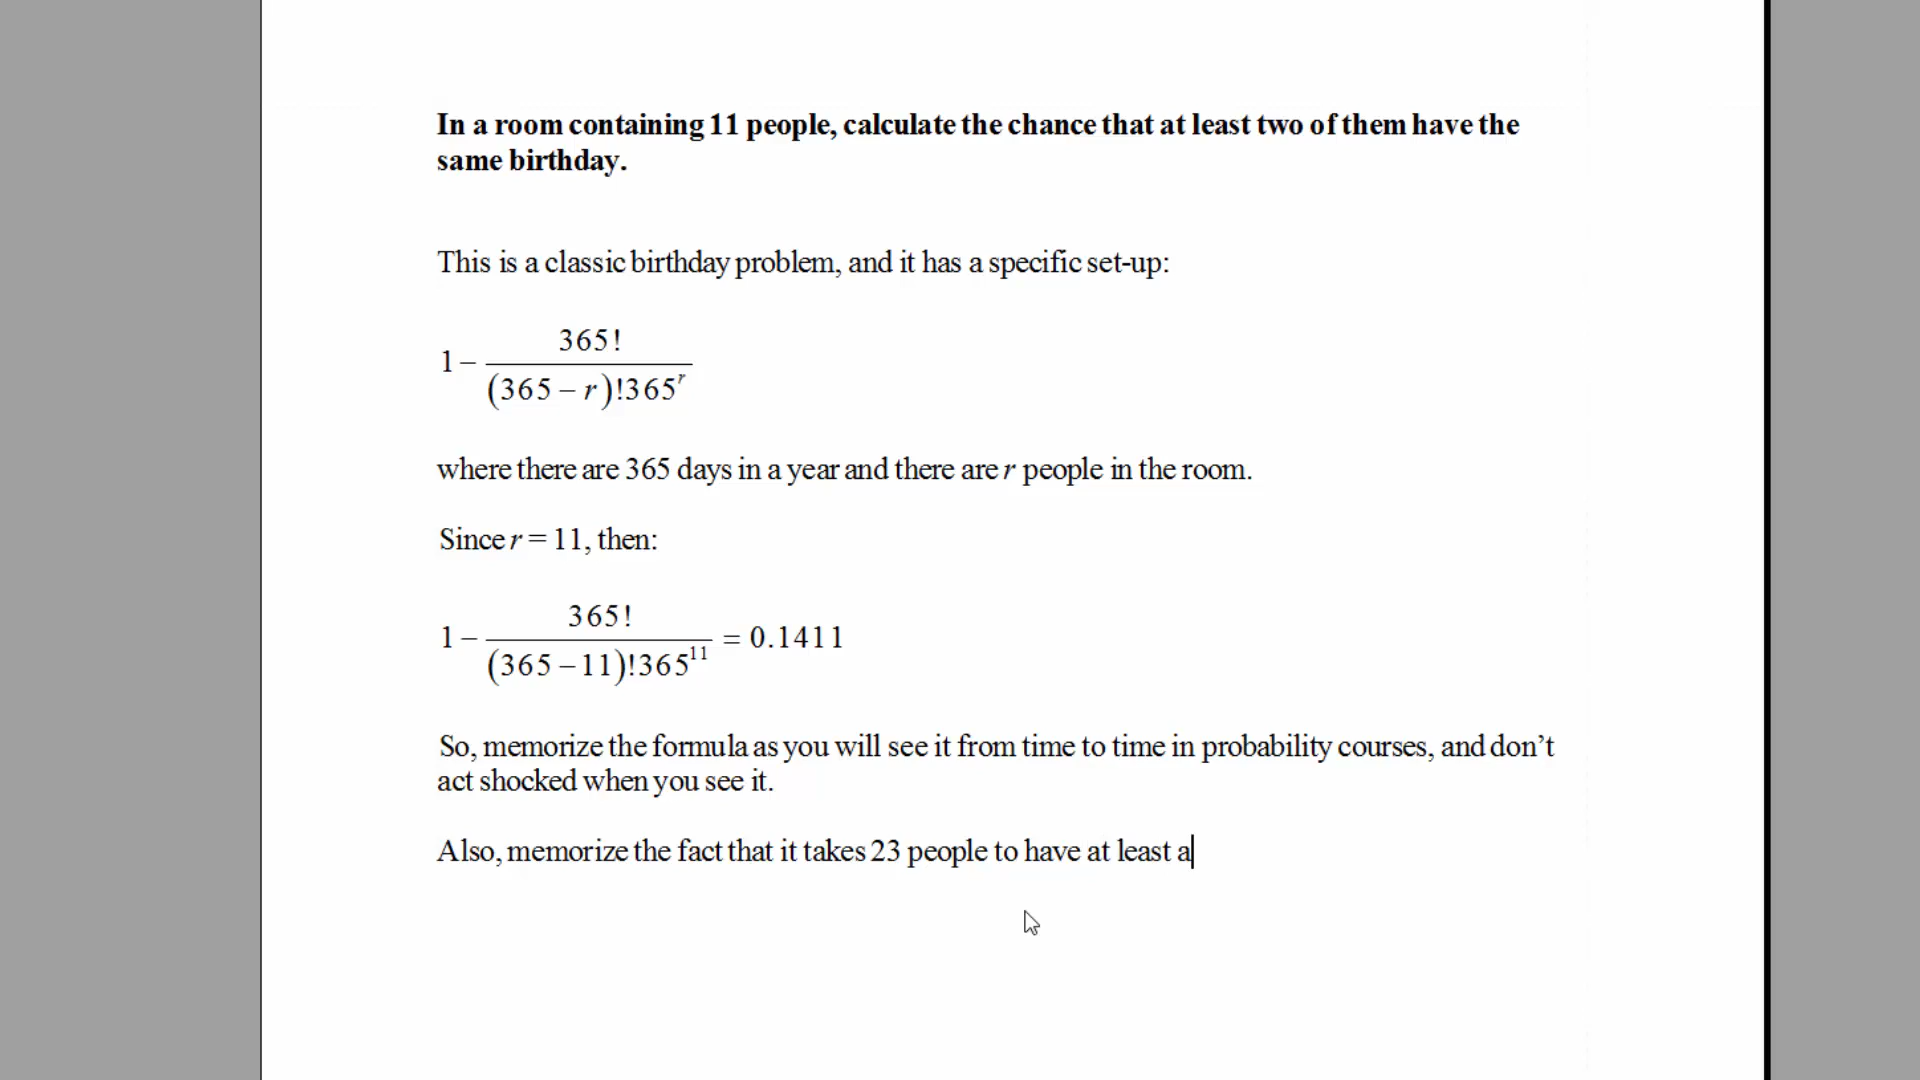 In a room containing 11 people, calculate the chance that at least two of them have the
same birthday.
This is a classic birthday problem, and it has a specific set-up:
1 − 365! / (365 − r)!365^r
where there are 365 days in a year and there are r people in the room.
Since r = 11, then:
1 − 365! / (365 − 11)!365^11 = 0.1411
So, memorize the formula as you will see it from time to time in probability courses, and don’t
act shocked when you see it.
Also, memorize the fact that it takes 23 people to have at least a